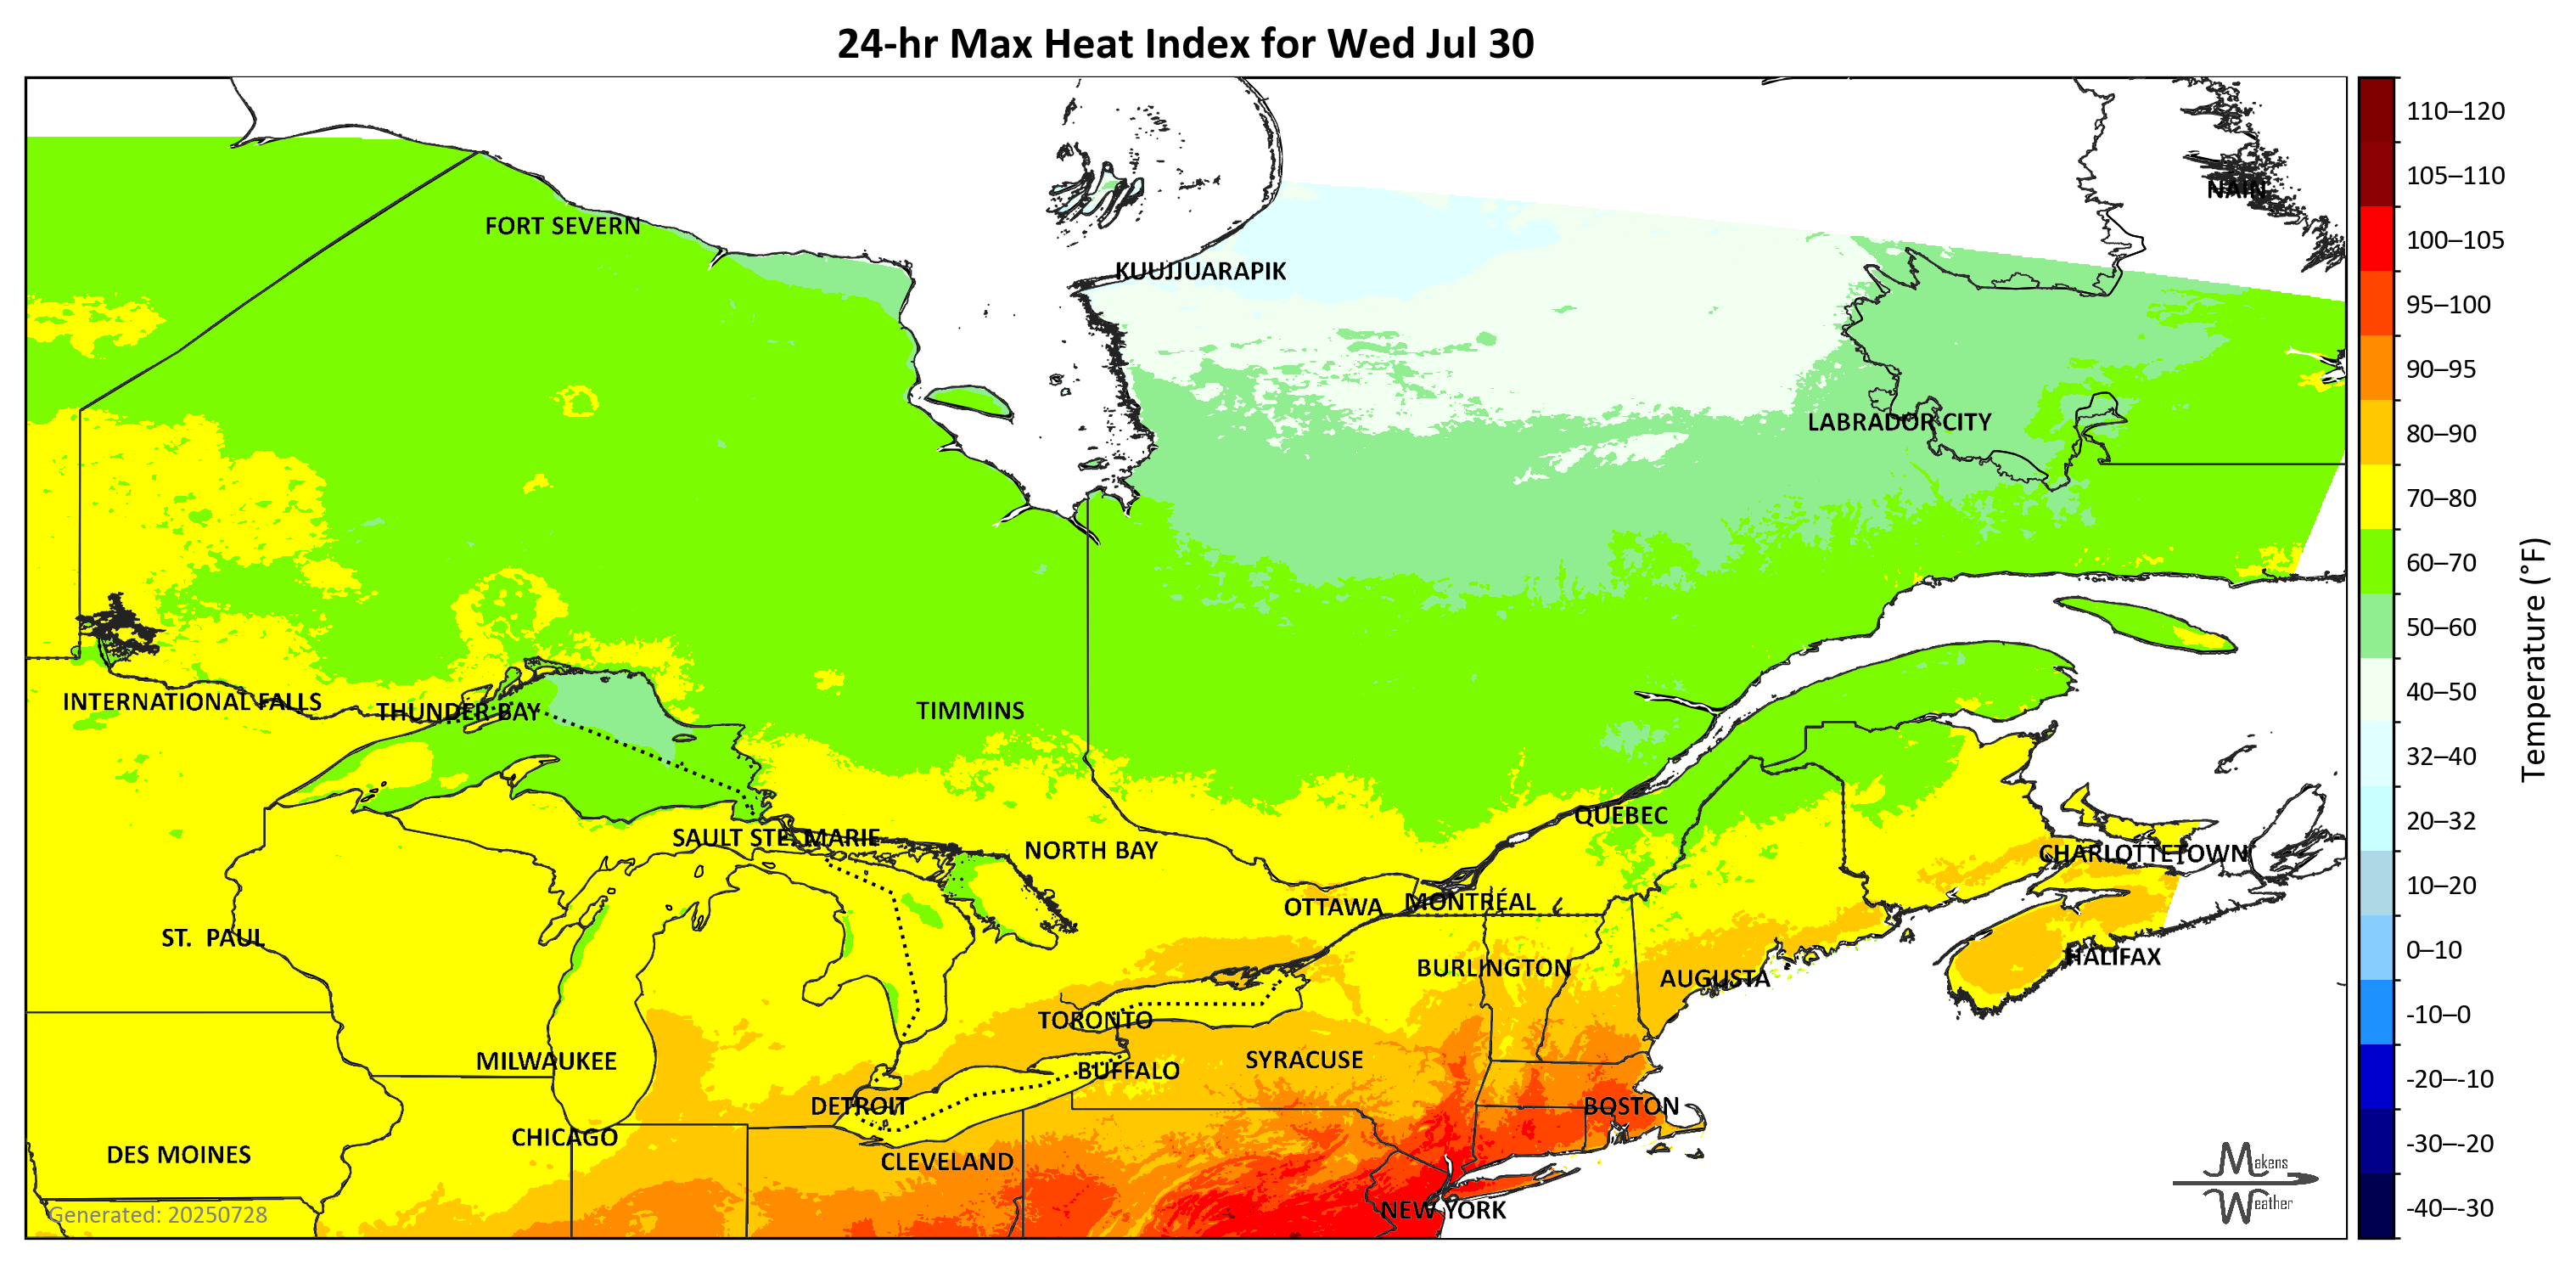 24-hr Max Heat Index for Wed Jul 30
NAIN
FORT SEVERN
KUUJJUARAPIK
LABRADOR CITY
INTERNATIONAL FALLS
THUNDER BAY
TIMMINS
QUEBEC
SAULT STE. MARIE
NORTH BAY
CHARLOTTETOWN
OTTAWA
MONTRÉAL
ST. PAUL
HALIFAX
BURLINGTON
AUGUSTA
TORONTO
MILWAUKEE
SYRACUSE
BUFFALO
DETROIT
BOSTON
CHICAGO
DES MOINES
CLEVELAND
NEW YORK
Generated: 20250728
Makens
Weather
110–120
105–110
100–105
95–100
90–95
80–90
70–80
60–70
50–60
40–50
32–40
20–32
10–20
0–10
-10–0
-20–-10
-30–-20
-40–-30
Temperature (°F)